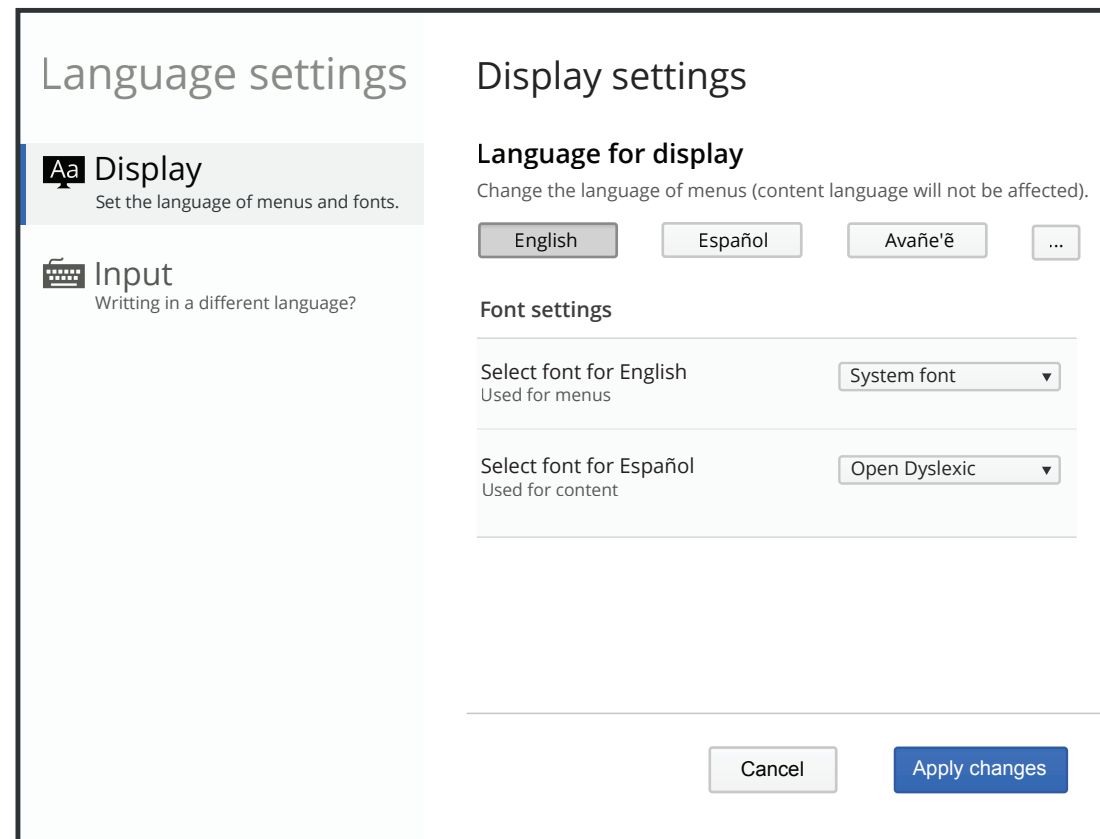 Language settings
Aa Display
Set the language of menus and fonts.
Input
Writting in a different language?
Display settings
Language for display
Change the language of menus (content language will not be affected).
English Español Avañe'ẽ ...
Font settings
Select font for English System font
Used for menus
Select font for Español Open Dyslexic
Used for content
Cancel Apply changes